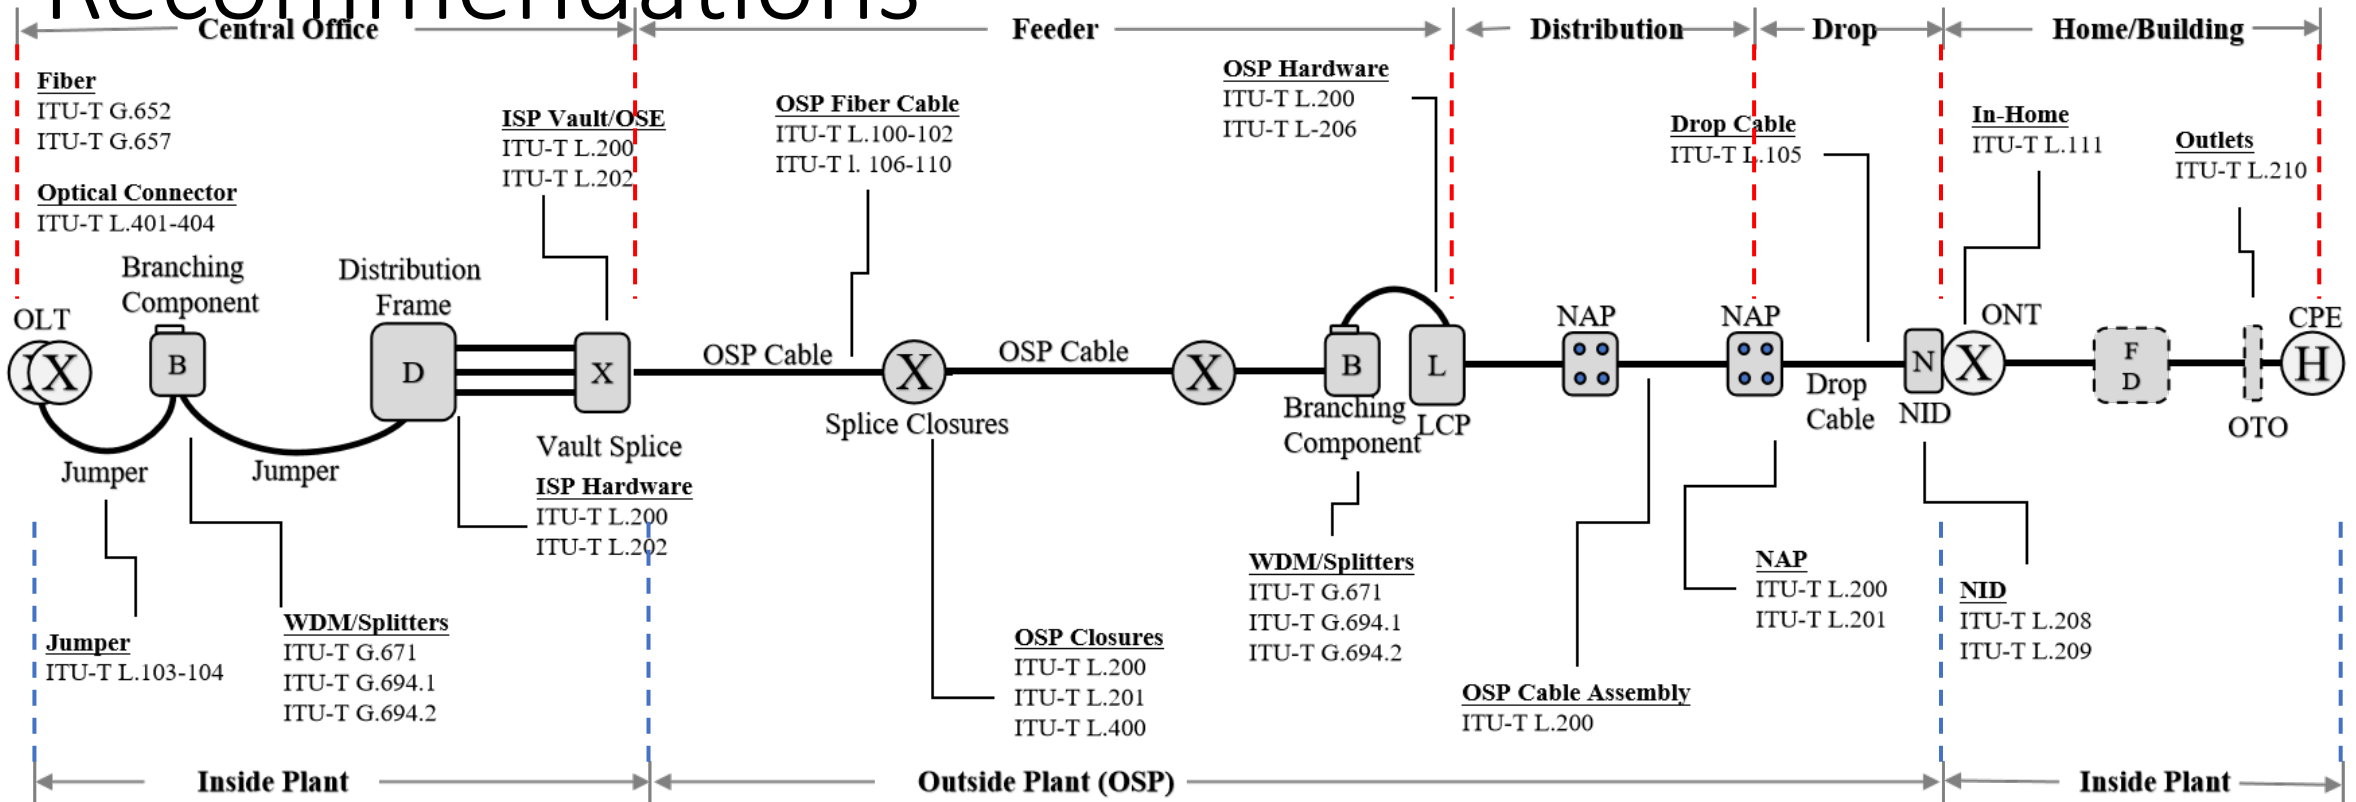 Recommendations
Central Office
Feeder
Distribution
Drop
Home/Building
Fiber
ITU-T G.652
ITU-T G.657
Optical Connector
ITU-T L.401-404
ISP Vault/OSE
ITU-T L.200
ITU-T L.202
OSP Fiber Cable
ITU-T L.100-102
ITU-T l. 106-110
OSP Hardware
ITU-T L.200
ITU-T L-206
Drop Cable
ITU-T L.105
In-Home
ITU-T L.111
Outlets
ITU-T L.210
OLT
X
Branching
Component
B
Distribution
Frame
D
X
OSP Cable
X
OSP Cable
X
B
L
NAP
NAP
N
X
ONT
F
D
CPE
H
Jumper
Jumper
Vault Splice
Splice Closures
Branching
Component
LCP
Drop
Cable
NID
OTO
ISP Hardware
ITU-T L.200
ITU-T L.202
Jumper
ITU-T L.103-104
WDM/Splitters
ITU-T G.671
ITU-T G.694.1
ITU-T G.694.2
OSP Closures
ITU-T L.200
ITU-T L.201
ITU-T L.400
WDM/Splitters
ITU-T G.671
ITU-T G.694.1
ITU-T G.694.2
OSP Cable Assembly
ITU-T L.200
NAP
ITU-T L.200
ITU-T L.201
NID
ITU-T L.208
ITU-T L.209
Inside Plant
Outside Plant (OSP)
Inside Plant